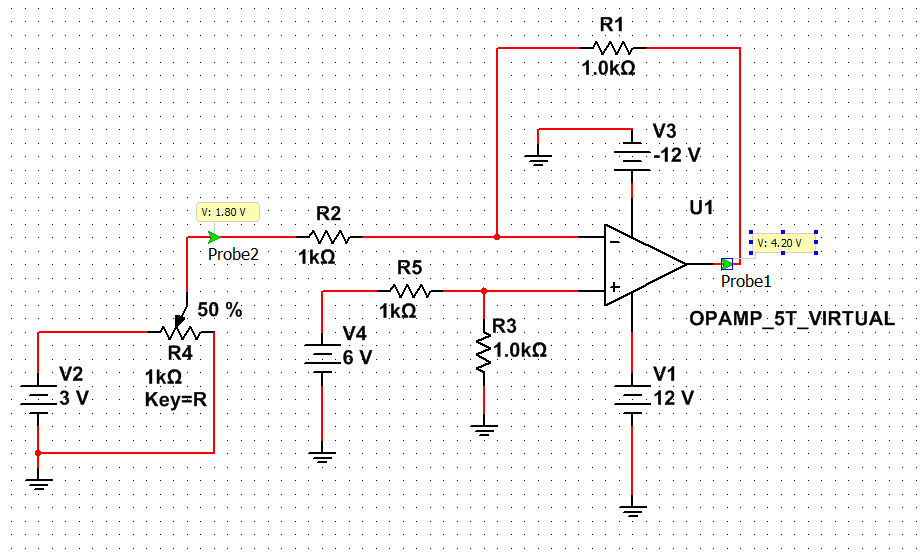 R1
1.0kΩ
V3
-12 V
U1
V: 1.80 V
Probe2
R2
1kΩ
V: 4.20 V
Probe1
R5
1kΩ
50 %
R4
1kΩ
Key=R
V4
6 V
R3
1.0kΩ
OPAMP_5T_VIRTUAL
V2
3 V
V1
12 V